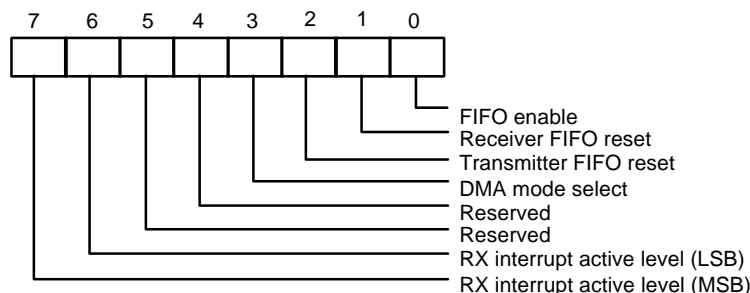 7 6 5 4 3 2 1 0
FIFO enable
Receiver FIFO reset
Transmitter FIFO reset
DMA mode select
Reserved
Reserved
RX interrupt active level (LSB)
RX interrupt active level (MSB)